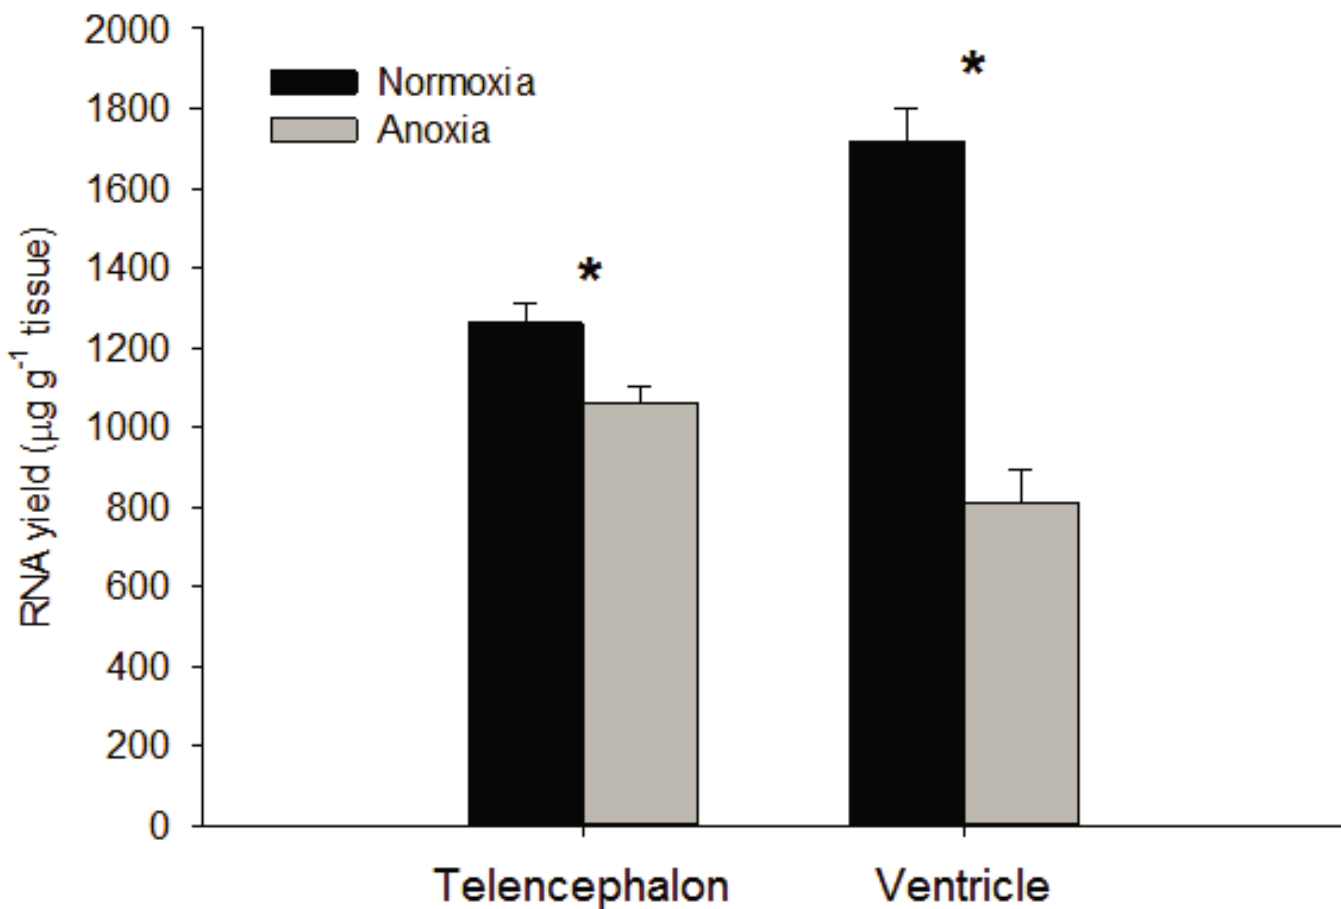 2000
1800
1600
1400
1200
1000
800
600
400
200
0
RNA yield (µg g⁻¹ tissue)
Normoxia
Anoxia
*
*
Telencephalon
Ventricle